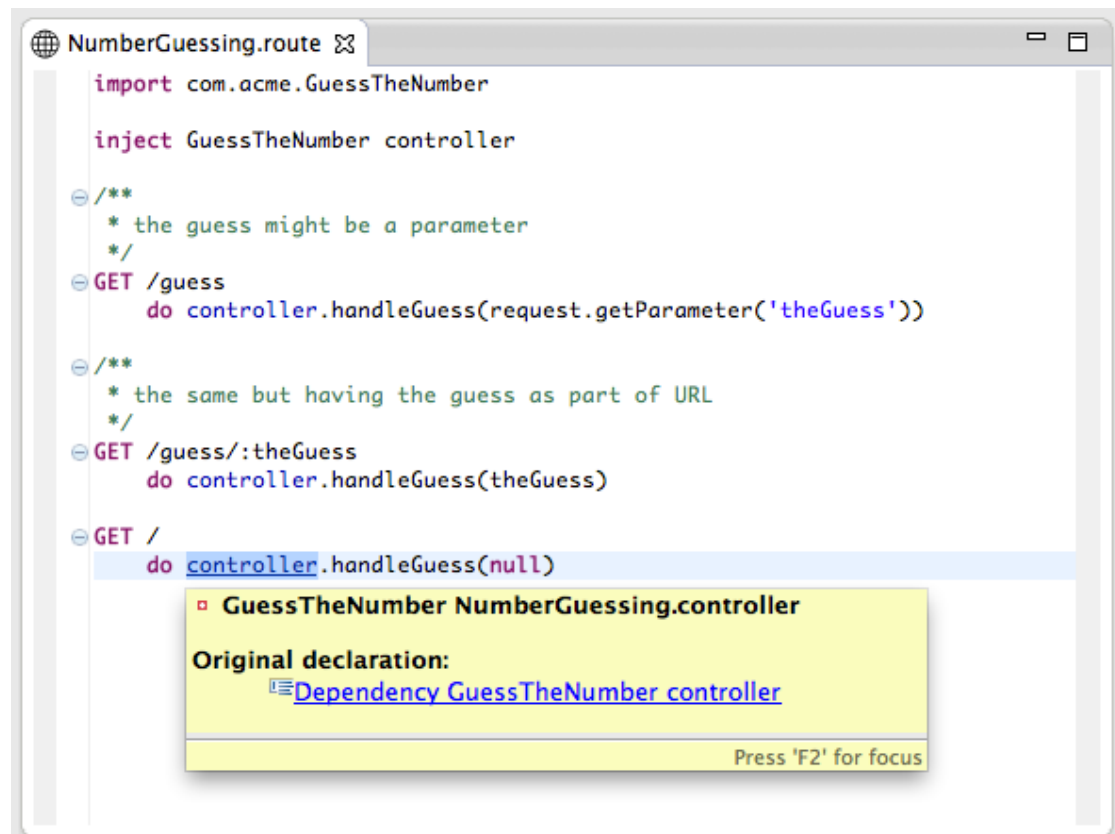 NumberGuessing.route
import com.acme.GuessTheNumber
inject GuessTheNumber controller
/**
* the guess might be a parameter
*/
GET /guess
do controller.handleGuess(request.getParameter('theGuess'))
/**
* the same but having the guess as part of URL
*/
GET /guess/:theGuess
do controller.handleGuess(theGuess)
GET /
do controller.handleGuess(null)
GuessTheNumber NumberGuessing.controller
Original declaration:
Dependency GuessTheNumber controller
Press 'F2' for focus